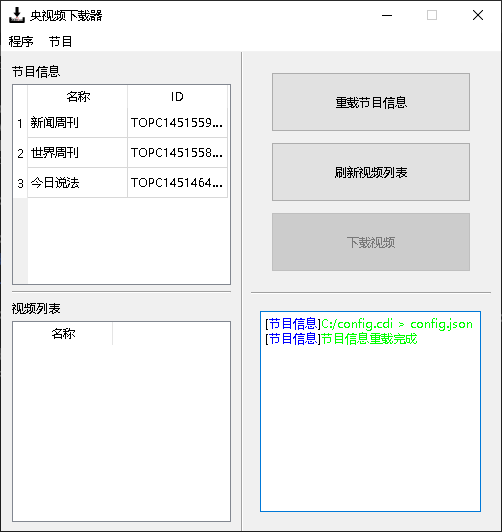 央视频下载器
程序 节目
节目信息
名称 ID
1 新闻周刊 TOPC1451559...
2 世界周刊 TOPC1451558...
3 今日说法 TOPC1451464...
视频列表
名称
重载节目信息
刷新视频列表
下载视频
[节目信息]C:/config.cdi > config.json
[节目信息]节目信息重载完成